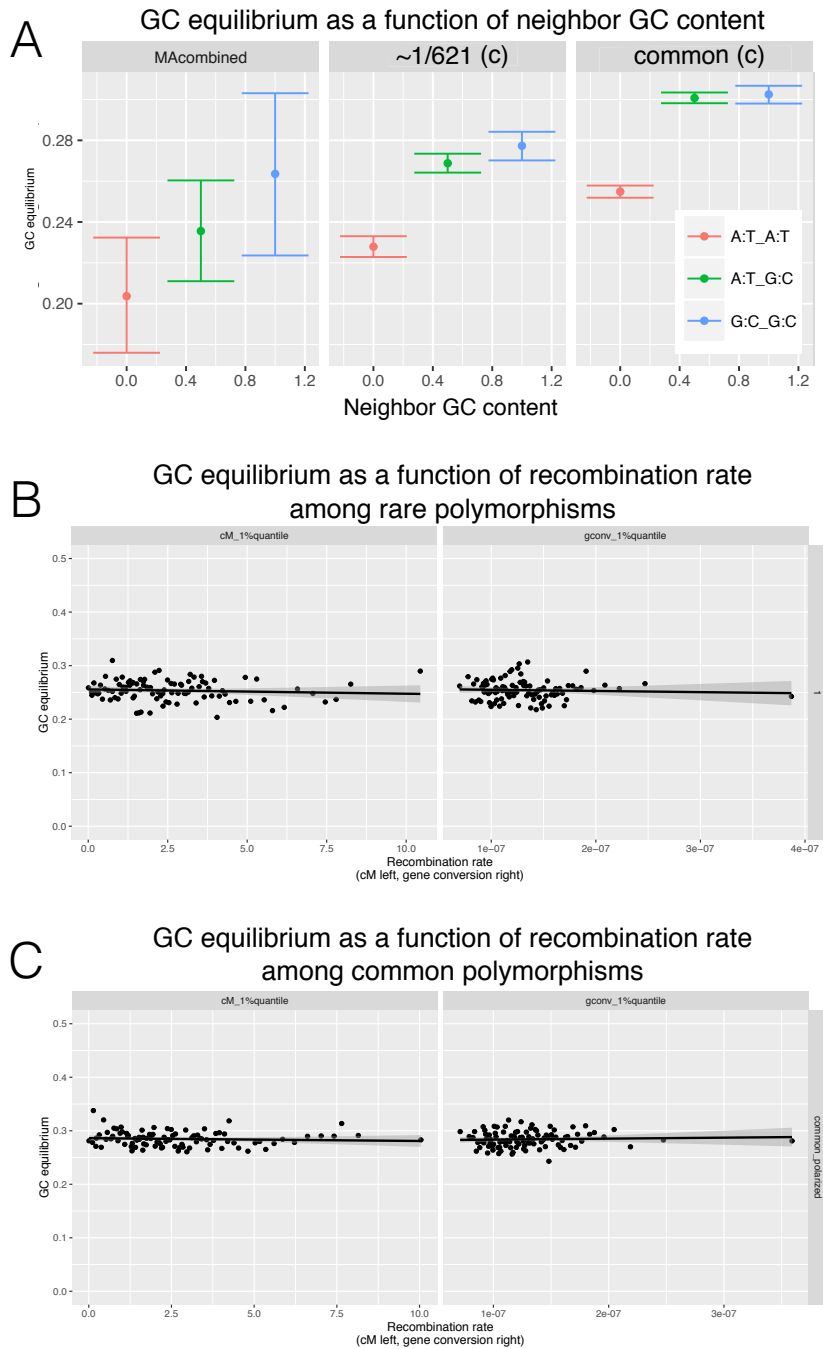 A
GC equilibrium as a function of neighbor GC content
MAcombined
~1/621 (c)
common (c)
GC equilibrium
0.28
0.24
0.20
A:T_A:T
A:T_G:C
G:C_G:C
0.0 0.4 0.8 1.2
0.0 0.4 0.8 1.2
0.0 0.4 0.8 1.2
Neighbor GC content
B
GC equilibrium as a function of recombination rate
among rare polymorphisms
cM_1%quantile
gconv_1%quantile
GC equilibrium
0.5
0.4
0.3
0.2
0.1
0.0
1
0.0 2.5 5.0 7.5 10.0
1e−07 2e−07 3e−07 4e−07
Recombination rate
(cM left, gene conversion right)
C
GC equilibrium as a function of recombination rate
among common polymorphisms
cM_1%quantile
gconv_1%quantile
GC equilibrium
0.5
0.4
0.3
0.2
0.1
0.0
common_polarized
0.0 2.5 5.0 7.5 10.0
1e−07 2e−07 3e−07
Recombination rate
(cM left, gene conversion right)